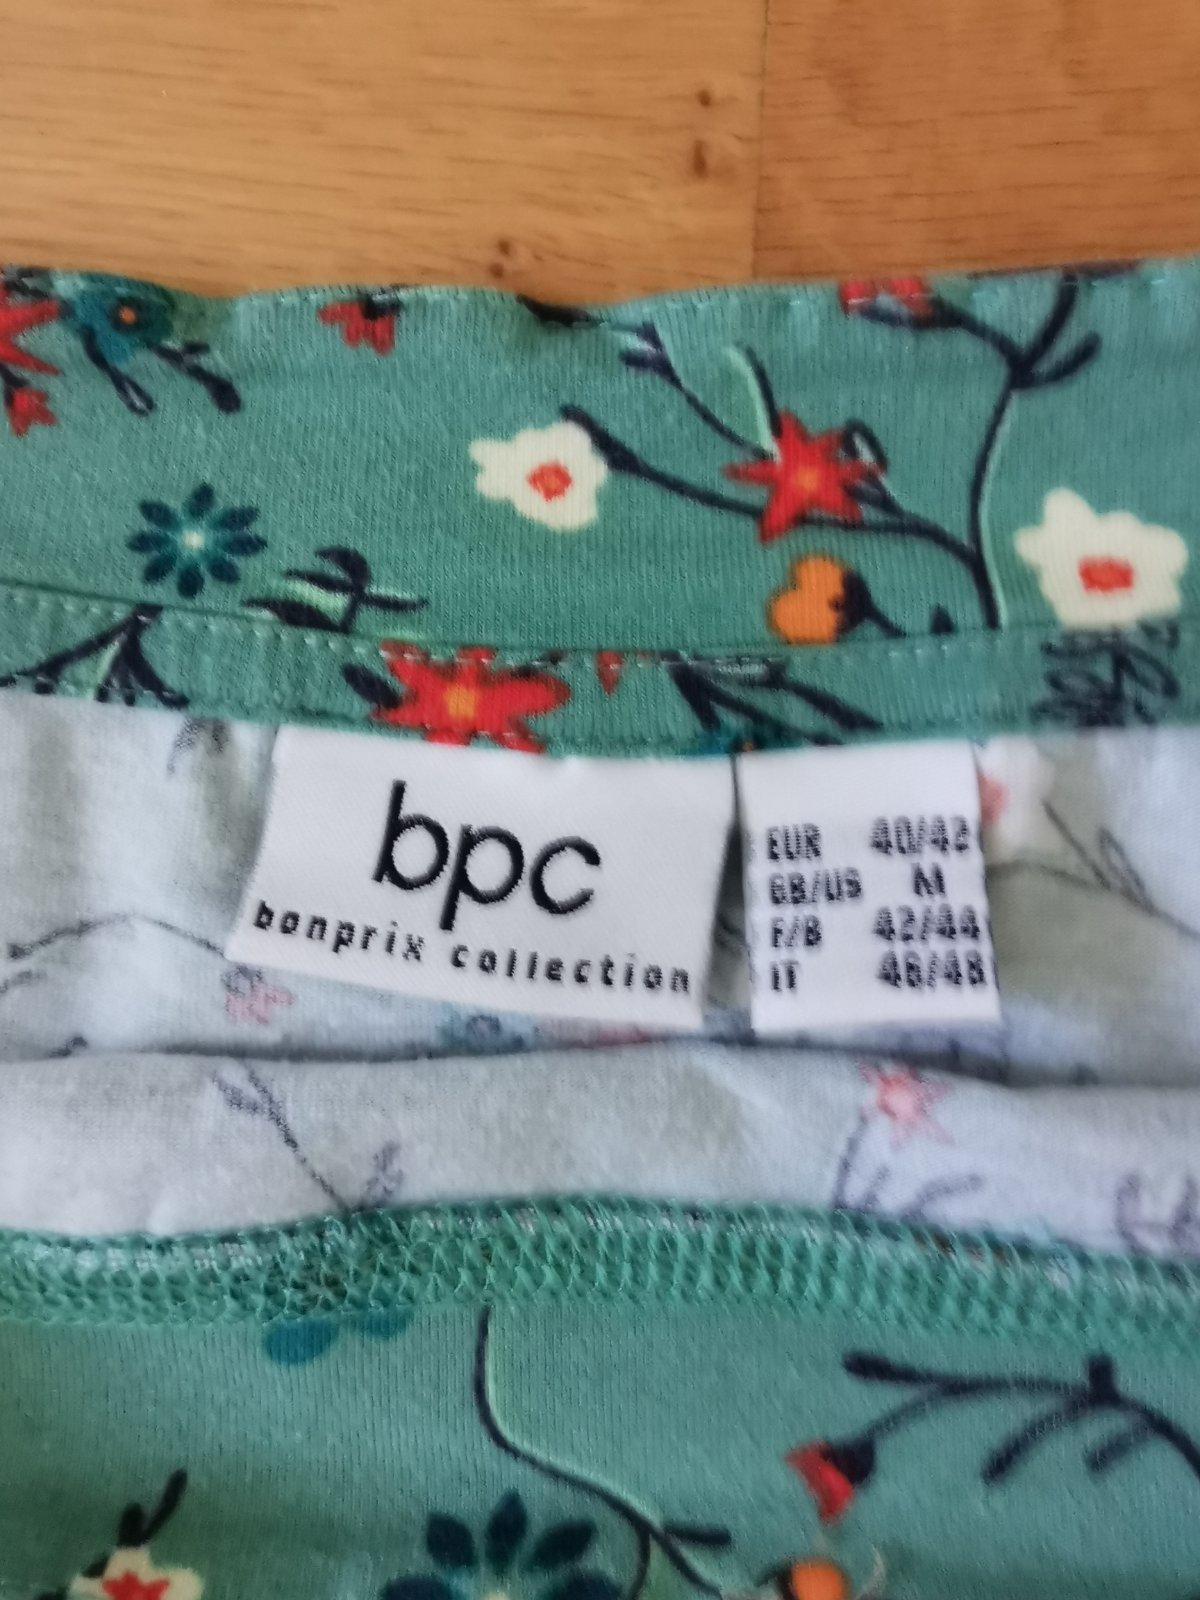 bpc
bonprix collection
EUR 40/42
GB/US M
F/B 42/44
IT 46/48